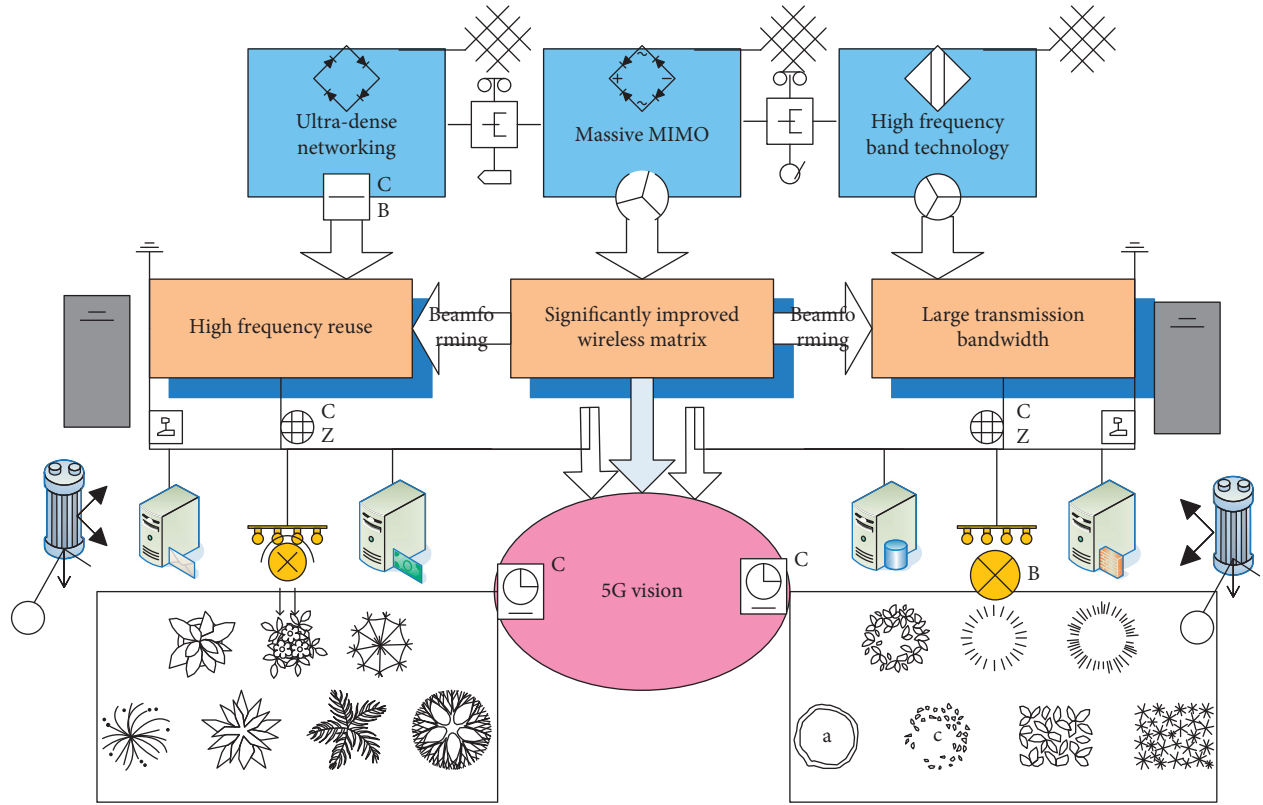 Ultra-dense
networking
C
B
Massive MIMO
High frequency
band technology
High frequency reuse
Beamfo
rming
Significantly improved
wireless matrix
Beamfo
rming
Large transmission
bandwidth
C
Z
C
Z
C
5G vision
C
B
a
c